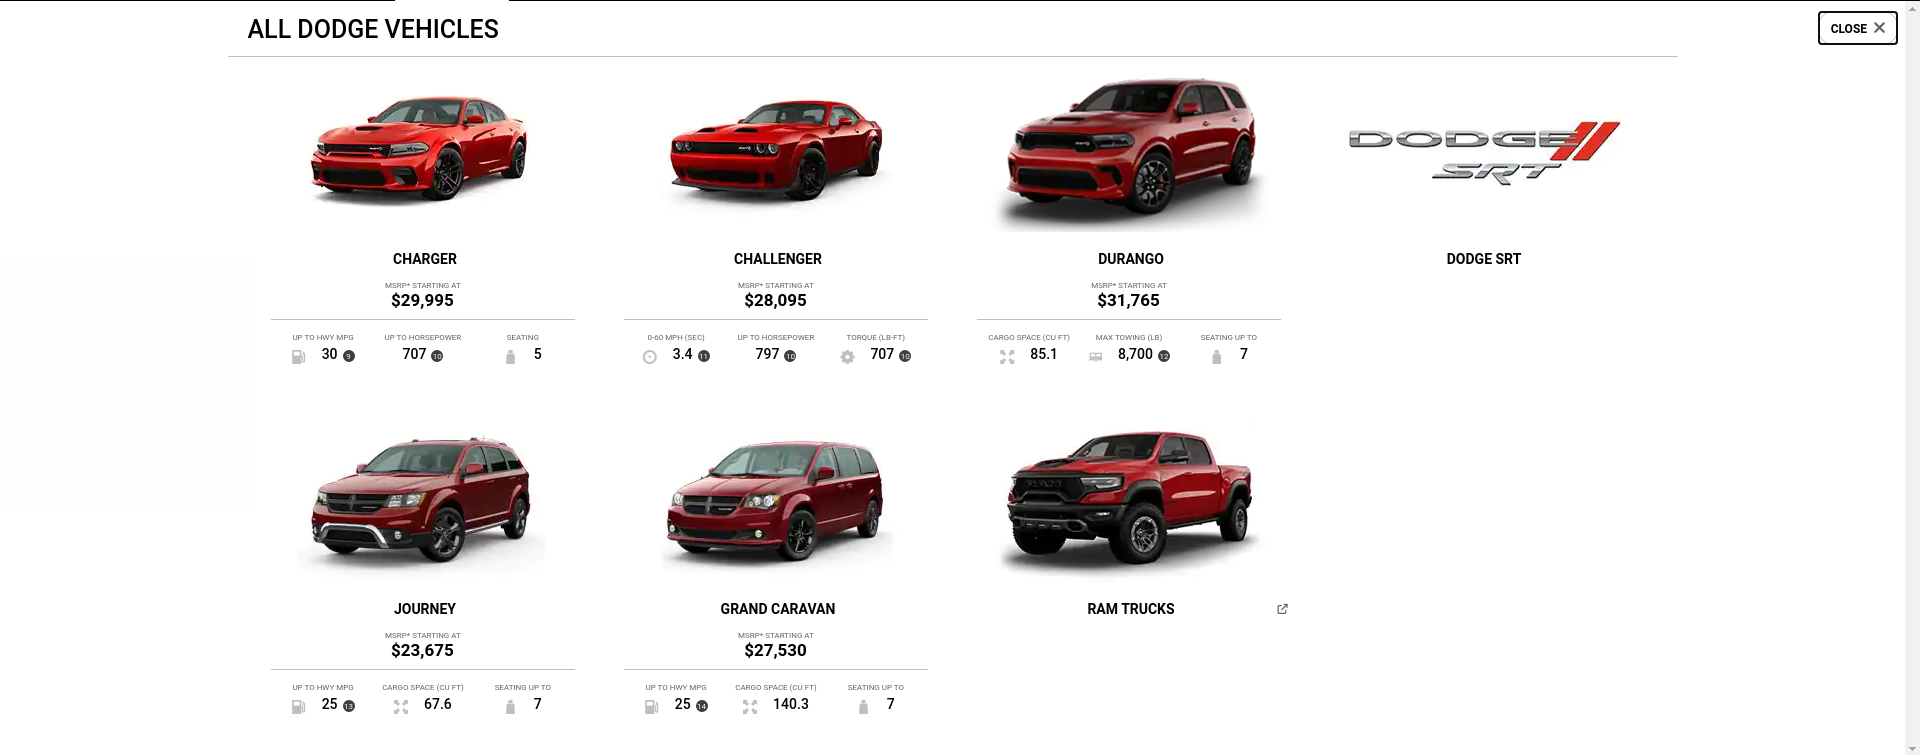 ALL DODGE VEHICLES
CLOSE
DODGE
SRT
CHARGER
CHALLENGER
DURANGO
DODGE SRT
MSRP* STARTING AT
$29,995
MSRP* STARTING AT
$28,095
MSRP* STARTING AT
$31,765
UP TO HWY MPG
30 9
UP TO HORSEPOWER
707 10
SEATING
5
0-60 MPH (SEC)
3.4 11
UP TO HORSEPOWER
797 10
TORQUE (LB-FT)
707 10
CARGO SPACE (CU FT)
85.1
MAX TOWING (LB)
8,700 12
SEATING UP TO
7
JOURNEY
GRAND CARAVAN
RAM TRUCKS
MSRP* STARTING AT
$23,675
MSRP* STARTING AT
$27,530
UP TO HWY MPG
25 13
CARGO SPACE (CU FT)
67.6
SEATING UP TO
7
UP TO HWY MPG
25 14
CARGO SPACE (CU FT)
140.3
SEATING UP TO
7